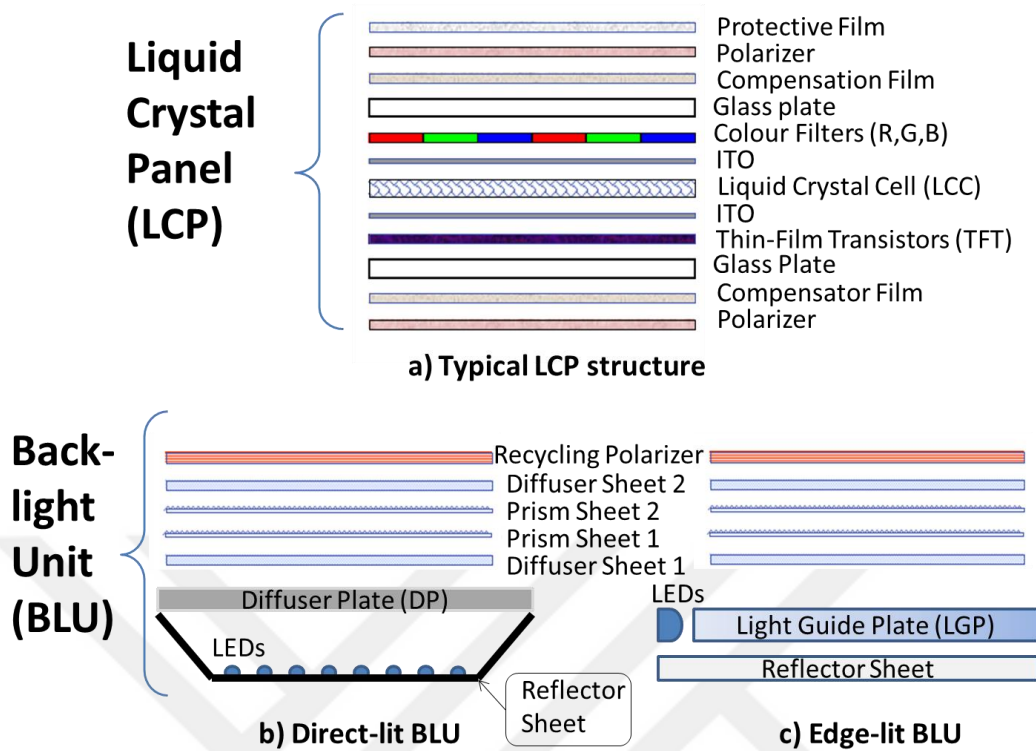 Liquid
Crystal
Panel
(LCP)
Protective Film
Polarizer
Compensation Film
Glass plate
Colour Filters (R,G,B)
ITO
Liquid Crystal Cell (LCC)
ITO
Thin-Film Transistors (TFT)
Glass Plate
Compensator Film
Polarizer
a) Typical LCP structure
Back-
light
Unit
(BLU)
Recycling Polarizer
Diffuser Sheet 2
Prism Sheet 2
Prism Sheet 1
Diffuser Sheet 1
Diffuser Plate (DP)
LEDs
Reflector
Sheet
b) Direct-lit BLU
LEDs
Light Guide Plate (LGP)
Reflector Sheet
c) Edge-lit BLU